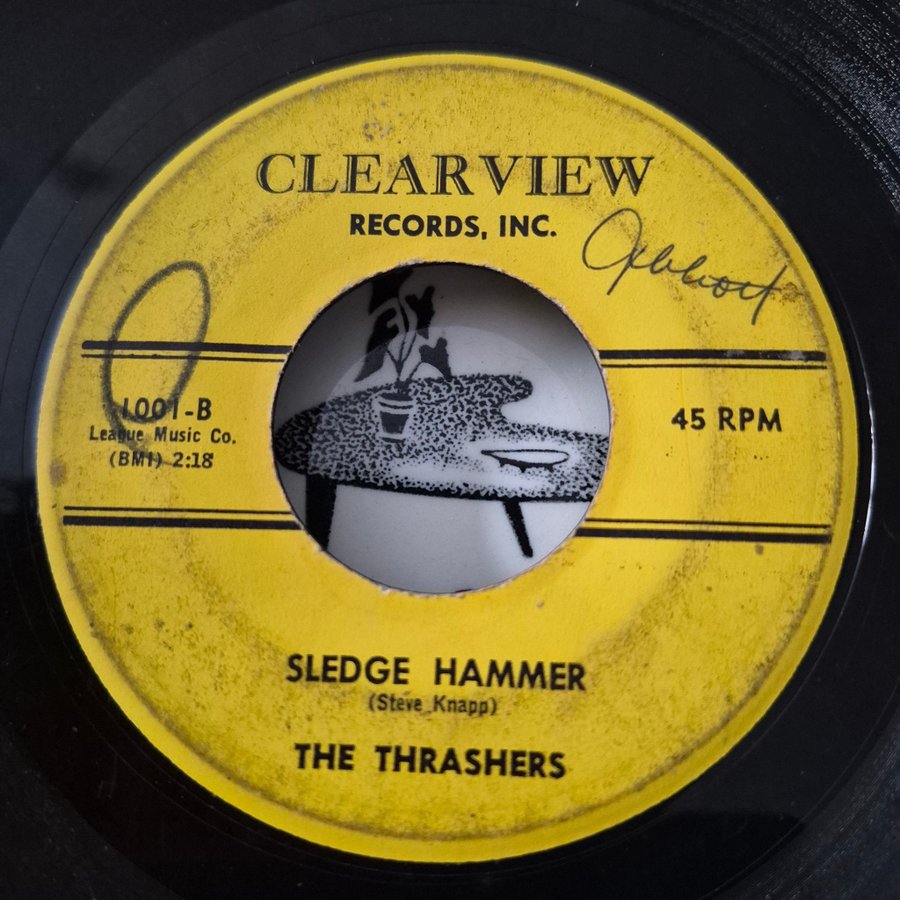 CLEARVIEW
RECORDS, INC.
1001-B
League Music Co.
(BMI) 2:18
45 RPM
SLEDGE HAMMER
(Steve Knapp)
THE THRASHERS